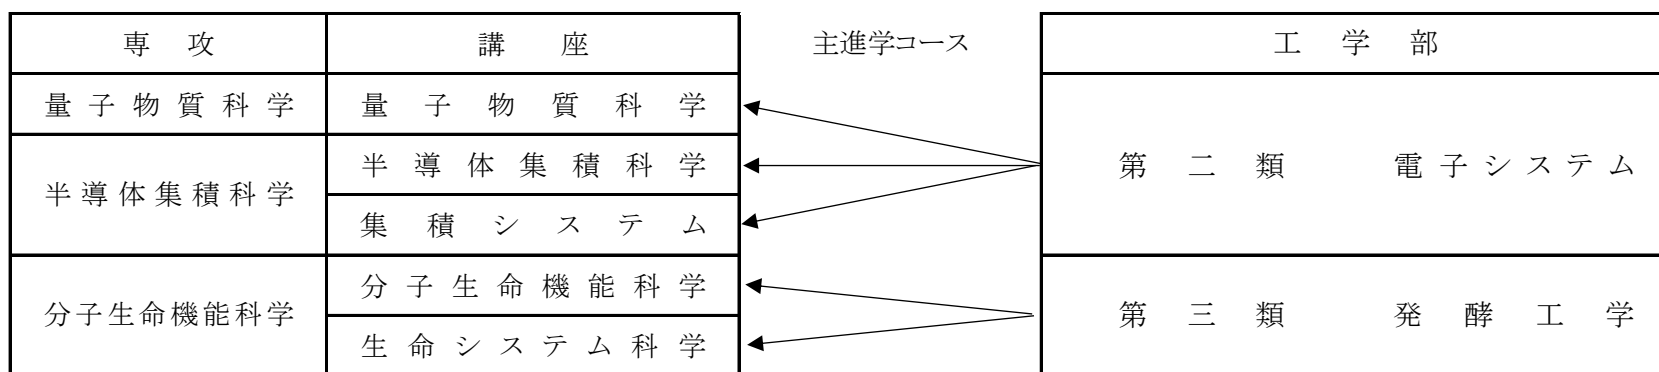 専攻 講座 主進学コース 工学部
量子物質科学 量子物質科学
半導体集積科学 半導体集積科学 第二類 電子システム
集積システム
分子生命機能科学 分子生命機能科学 第三類 発酵工学
生命システム科学